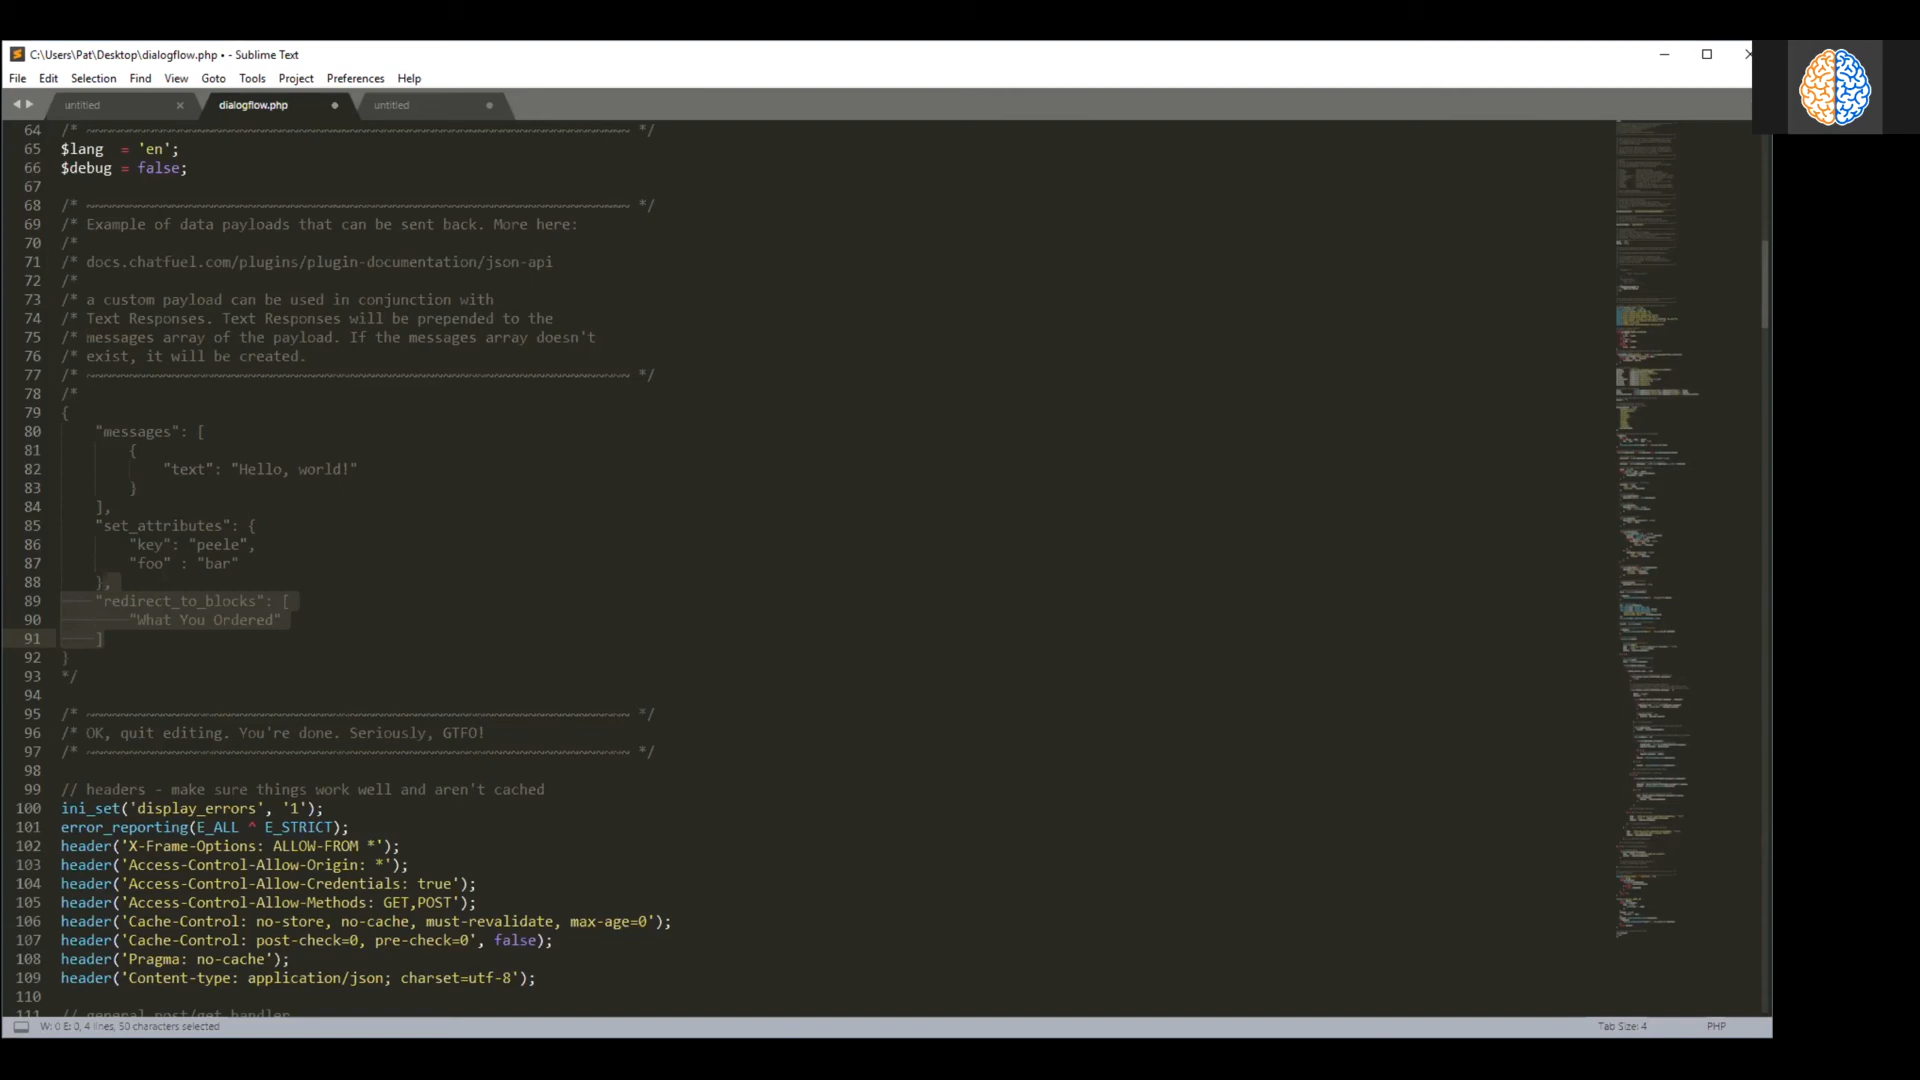 C:\Users\Pat\Desktop\dialogflow.php • - Sublime Text
File Edit Selection Find View Goto Tools Project Preferences Help
untitled dialogflow.php untitled
64 /* ~~~~~~~~~~~~~~~~~~~~~~~~~~~~~~~~~~~~~~~~~~~~~~~~~~~~~~~~~~~~~~~~ */
65 $lang = 'en';
66 $debug = false;
67
68 /* ~~~~~~~~~~~~~~~~~~~~~~~~~~~~~~~~~~~~~~~~~~~~~~~~~~~~~~~~~~~~~~~~ */
69 /* Example of data payloads that can be sent back. More here:
70 /*
71 /* docs.chatfuel.com/plugins/plugin-documentation/json-api
72 /*
73 /* a custom payload can be used in conjunction with
74 /* Text Responses. Text Responses will be prepended to the
75 /* messages array of the payload. If the messages array doesn't
76 /* exist, it will be created.
77 /* ~~~~~~~~~~~~~~~~~~~~~~~~~~~~~~~~~~~~~~~~~~~~~~~~~~~~~~~~~~~~~~~~ */
78 /*
79 {
80 "messages": [
81 {
82 "text": "Hello, world!"
83 }
84 ],
85 "set_attributes": {
86 "key": "peele",
87 "foo" : "bar"
88 },
89 "redirect_to_blocks": [
90 "What You Ordered"
91 ]
92 }
93 */
94
95 /* ~~~~~~~~~~~~~~~~~~~~~~~~~~~~~~~~~~~~~~~~~~~~~~~~~~~~~~~~~~~~~~~~ */
96 /* OK, quit editing. You're done. Seriously, GTFO!
97 /* ~~~~~~~~~~~~~~~~~~~~~~~~~~~~~~~~~~~~~~~~~~~~~~~~~~~~~~~~~~~~~~~~ */
98
99 // headers - make sure things work well and aren't cached
100 ini_set('display_errors', '1');
101 error_reporting(E_ALL ^ E_STRICT);
102 header('X-Frame-Options: ALLOW-FROM *');
103 header('Access-Control-Allow-Origin: *');
104 header('Access-Control-Allow-Credentials: true');
105 header('Access-Control-Allow-Methods: GET,POST');
106 header('Cache-Control: no-store, no-cache, must-revalidate, max-age=0');
107 header('Cache-Control: post-check=0, pre-check=0', false);
108 header('Pragma: no-cache');
109 header('Content-type: application/json; charset=utf-8');
110
111 // general post/get handler
W: 0 E: 0, 4 lines, 50 characters selected Tab Size: 4 PHP